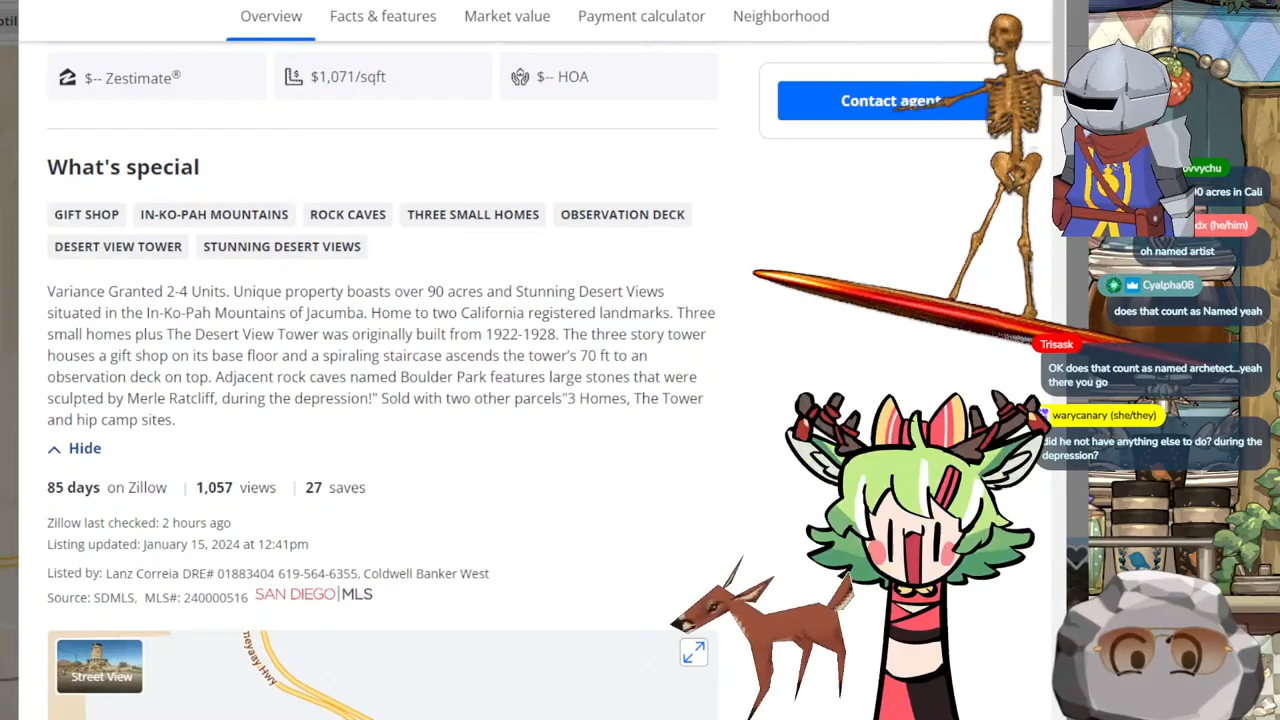 Overview
Facts & features
Market value
Payment calculator
Neighborhood
$-- Zestimate®
$1,071/sqft
$-- HOA
Contact agent
What's special
GIFT SHOP
IN-KO-PAH MOUNTAINS
ROCK CAVES
THREE SMALL HOMES
OBSERVATION DECK
DESERT VIEW TOWER
STUNNING DESERT VIEWS
Variance Granted 2-4 Units. Unique property boasts over 90 acres and Stunning Desert Views
situated in the In-Ko-Pah Mountains of Jacumba. Home to two California registered landmarks. Three
small homes plus The Desert View Tower was originally built from 1922-1928. The three story tower
houses a gift shop on its base floor and a spiraling staircase ascends the tower's 70 ft to an
observation deck on top. Adjacent rock caves named Boulder Park features large stones that were
sculpted by Merle Ratcliff, during the depression!" Sold with two other parcels"3 Homes, The Tower
and hip camp sites.
Hide
85 days on Zillow
1,057 views
27 saves
Zillow last checked: 2 hours ago
Listing updated: January 15, 2024 at 12:41pm
Listed by: Lanz Correia DRE# 01883404 619-564-6355, Coldwell Banker West
Source: SDMLS, MLS#: 240000516 SAN DIEGO|MLS
Street View
ovvychu
acres in Cali
dx (he/him)
oh named artist
Cyalpha08
does that count as Named yeah
Trisask
OK does that count as named archetect...yeah
there you go
warycanary (she/they)
did he not have anything else to do? during the
depression?